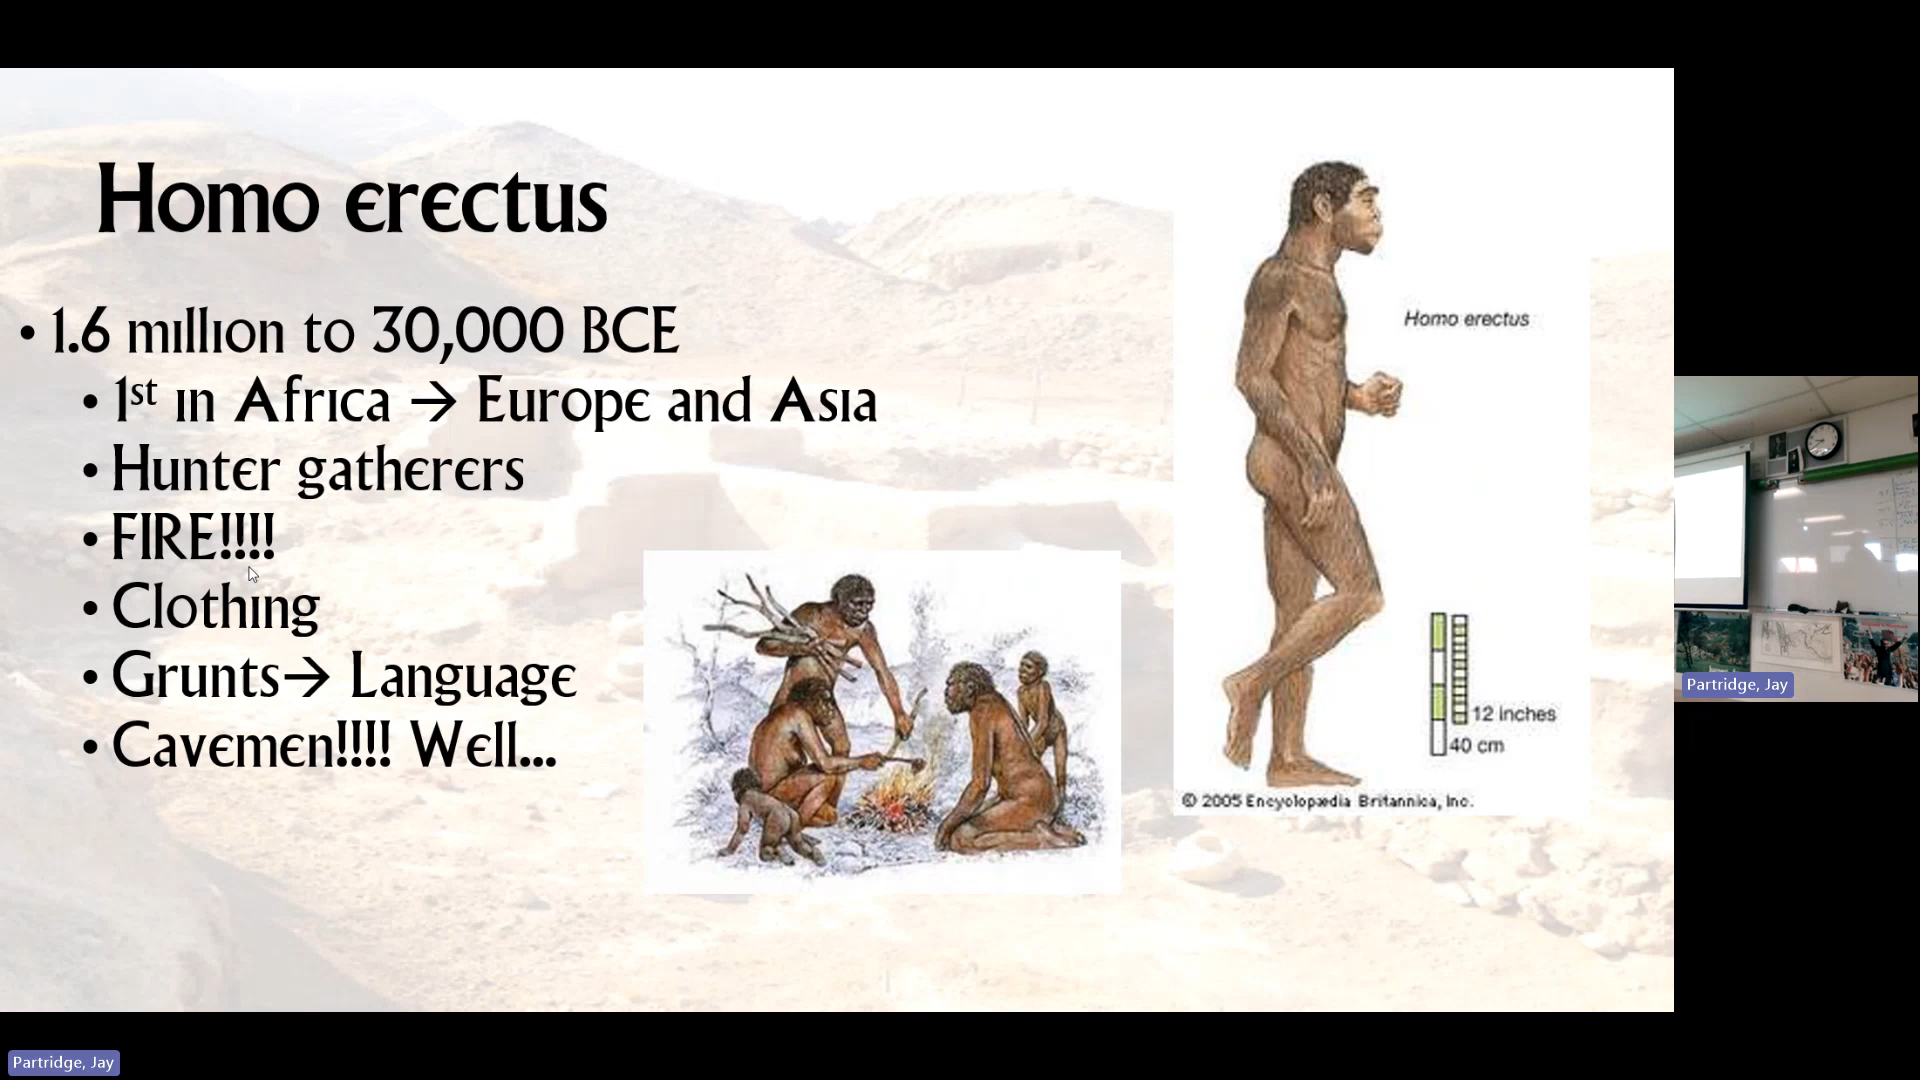 Homo erectus
• 1.6 million to 30,000 BCE
• 1st in Africa → Europe and Asia
• Hunter gatherers
• FIRE!!!!
• Clothing
• Grunts→ Language
• Cavemen!!!! Well...
Homo erectus
12 inches
40 cm
© 2005 Encyclopædia Britannica, Inc.
Partridge, Jay
Partridge, Jay